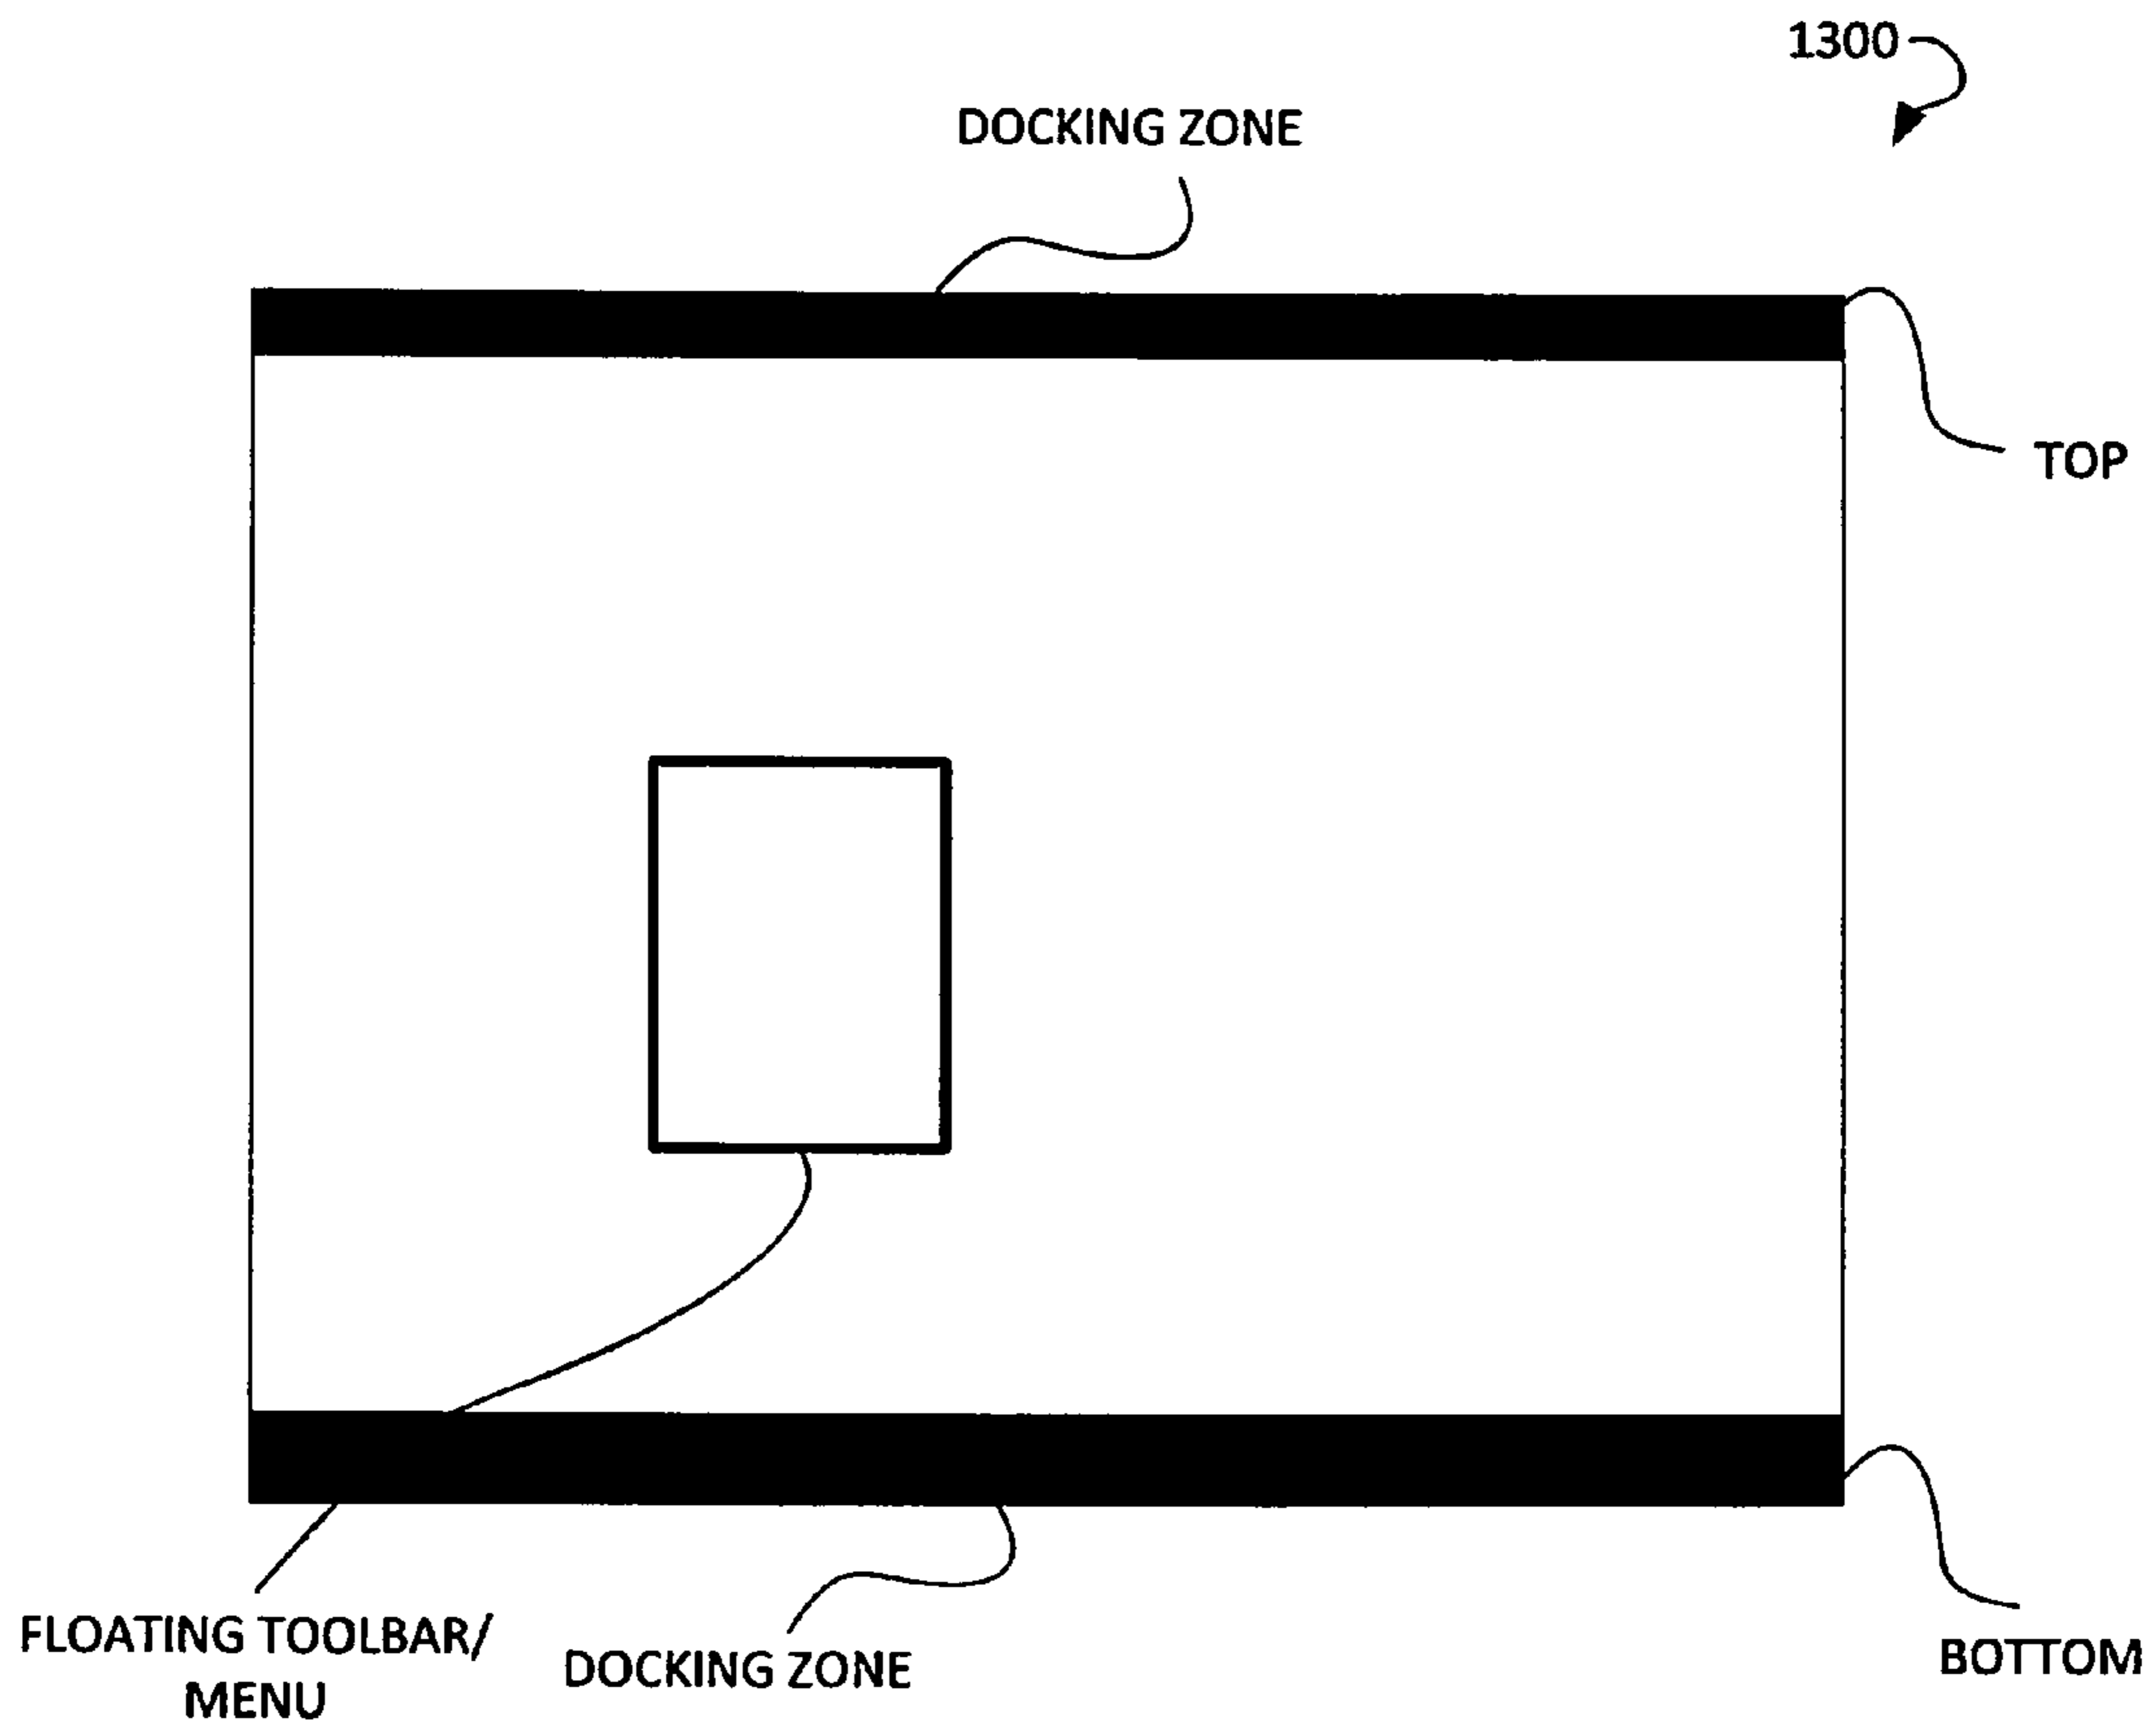 1300
DOCKING ZONE
TOP
FLOATING TOOLBAR/
MENU
DOCKING ZONE
BOTTOM